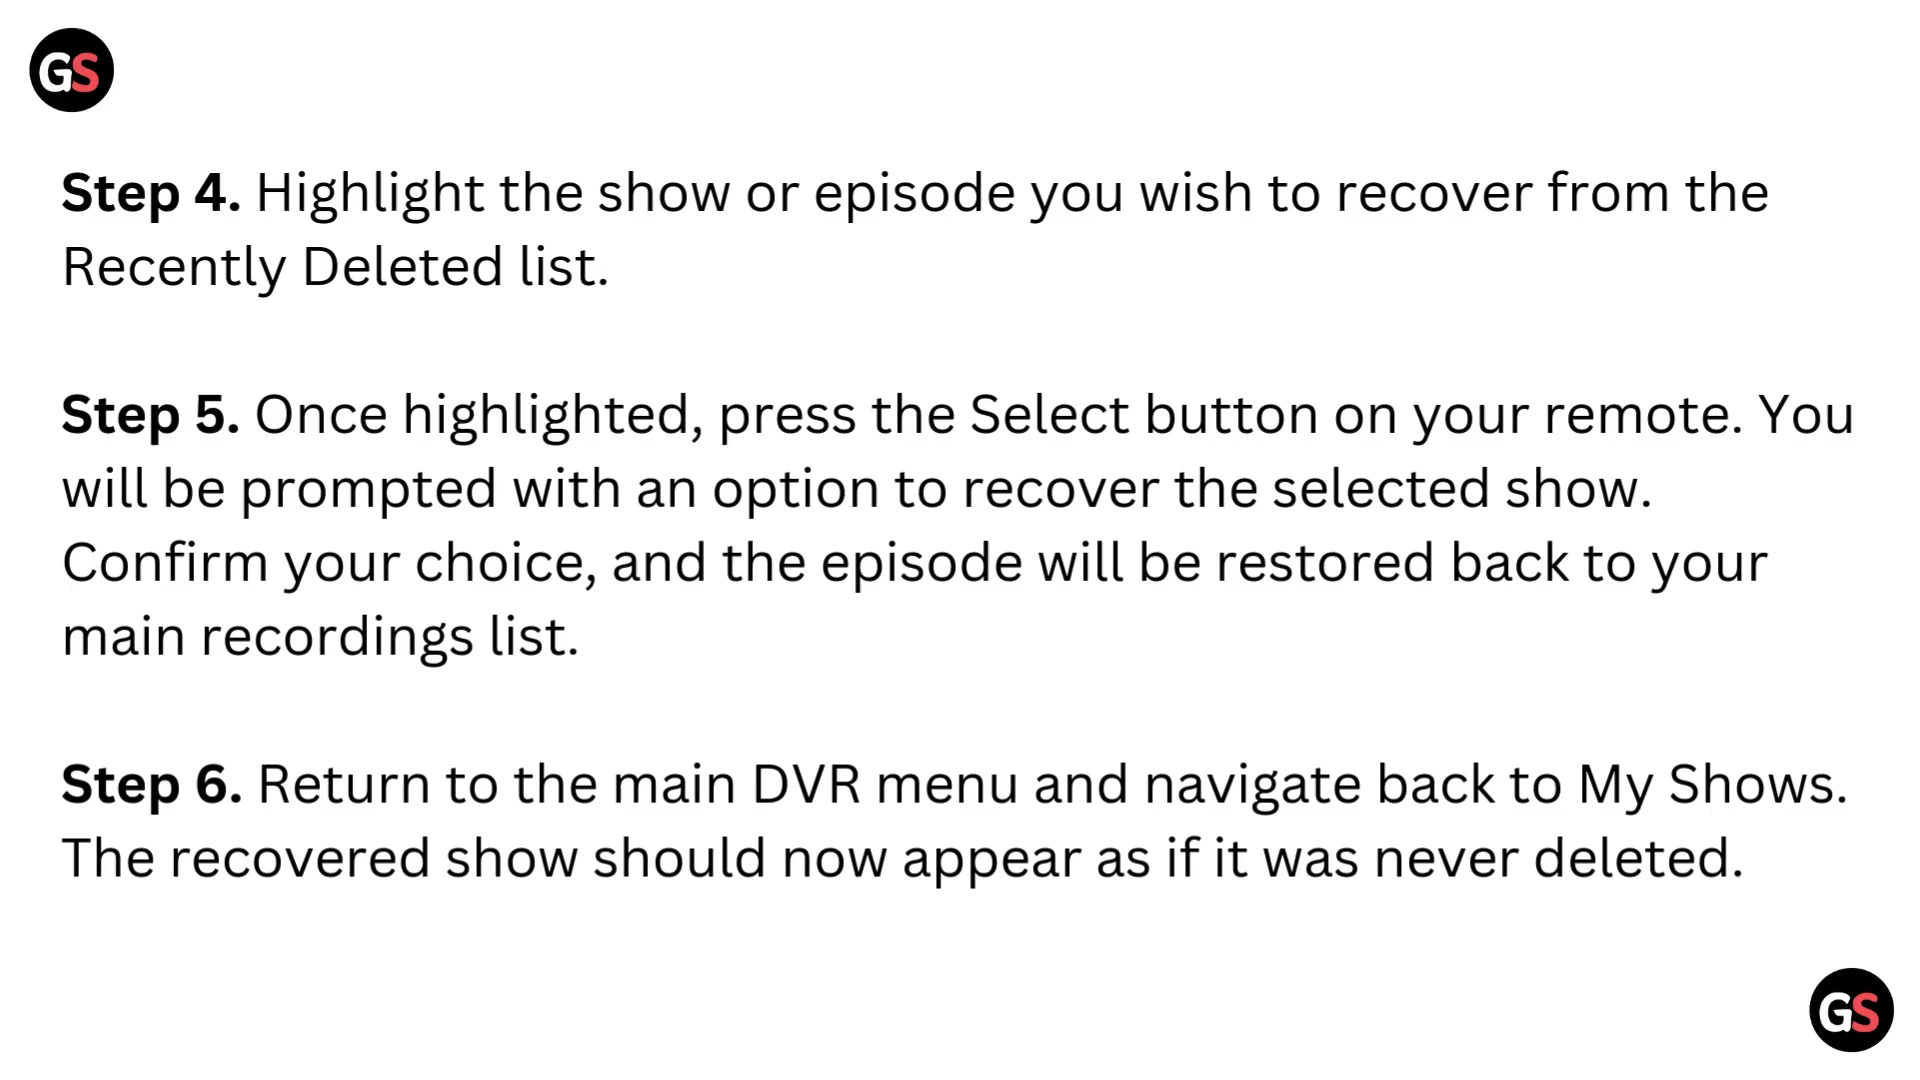 GS
Step 4. Highlight the show or episode you wish to recover from the
Recently Deleted list.
Step 5. Once highlighted, press the Select button on your remote. You
will be prompted with an option to recover the selected show.
Confirm your choice, and the episode will be restored back to your
main recordings list.
Step 6. Return to the main DVR menu and navigate back to My Shows.
The recovered show should now appear as if it was never deleted.
GS